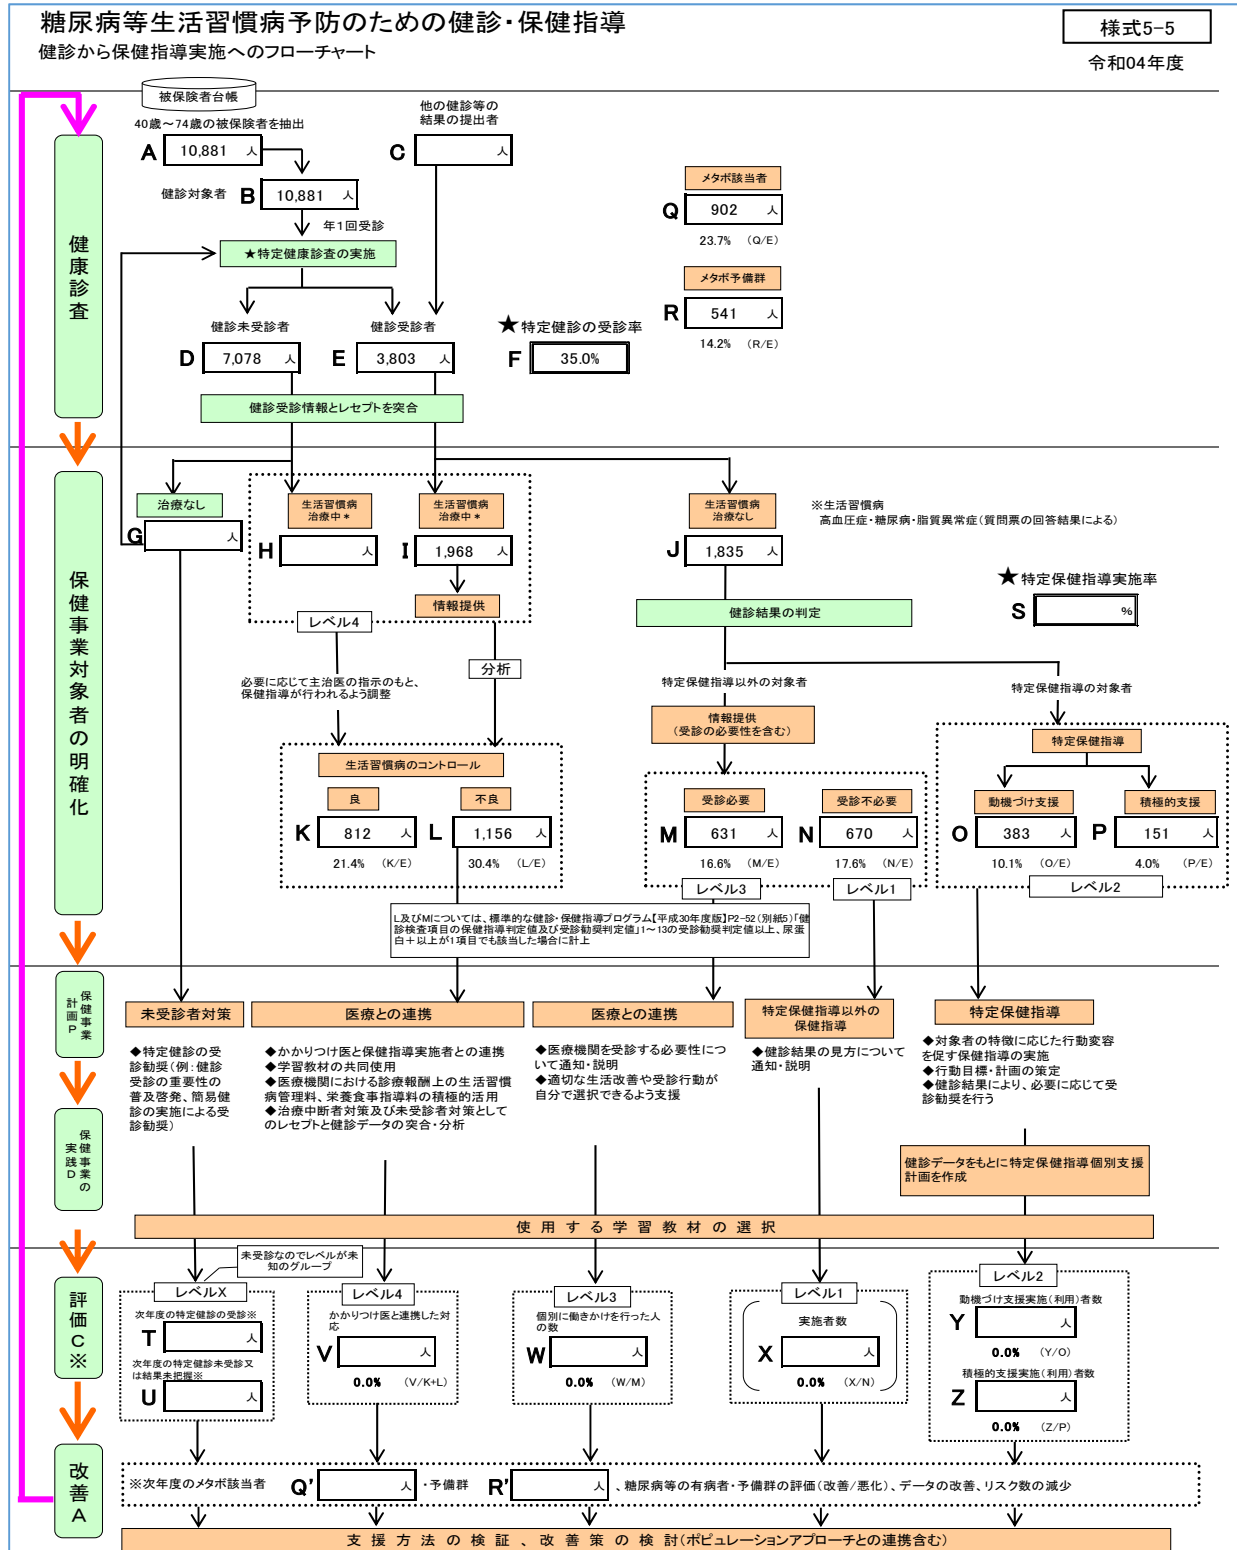 糖尿病等生活習慣病予防のための健診・保健指導
健診から保健指導実施へのフローチャート
様式5-5
令和04年度
被保険者台帳
40歳～74歳の被保険者を抽出
A 10,881 人
他の健診等の
結果の提出者
C 人
健診対象者 B 10,881 人
年1回受診
★特定健康診査の実施
メタボ該当者
Q 902 人
23.7% (Q/E)
メタボ予備群
R 541 人
14.2% (R/E)
健診未受診者
D 7,078 人
健診受診者
E 3,803 人
★特定健診の受診率
F 35.0%
健診受診情報とレセプトを突合
健康診査
治療なし
G 人
生活習慣病
治療中*
H 人
生活習慣病
治療中*
I 1,968 人
情報提供
レベル4
生活習慣病
治療なし
J 1,835 人
※生活習慣病
高血圧症・糖尿病・脂質異常症(質問票の回答結果による)
★特定保健指導実施率
S %
健診結果の判定
分析
必要に応じて主治医の指示のもと、
保健指導が行われるよう調整
特定保健指導以外の対象者
特定保健指導の対象者
情報提供
(受診の必要性を含む)
生活習慣病のコントロール
良
K 812 人
21.4% (K/E)
不良
L 1,156 人
30.4% (L/E)
受診必要
M 631 人
16.6% (M/E)
レベル3
受診不必要
N 670 人
17.6% (N/E)
レベル1
特定保健指導
動機づけ支援
O 383 人
10.1% (O/E)
積極的支援
P 151 人
4.0% (P/E)
レベル2
L及びMについては、標準的な健診・保健指導プログラム【平成30年度版】P2-52(別紙5)「健
診検査項目の保健指導判定値及び受診勧奨判定値」1～13の受診勧奨判定値以上、尿蛋
白+以上が1項目でも該当した場合に計上
保健事業対象者の明確化
保健事業
計画P
未受診者対策
◆特定健診の受
診勧奨(例:健診
受診の重要性の
普及啓発、簡易健
診の実施による受
診勧奨)
医療との連携
◆かかりつけ医と保健指導実施者との連携
◆学習教材の共同使用
◆医療機関における診療報酬上の生活習慣
病管理料、栄養食事指導料の積極的活用
◆治療中断者対策及び未受診者対策として
のレセプトと健診データの突合・分析
医療との連携
◆医療機関を受診する必要性につ
いて通知・説明
◆適切な生活改善や受診行動が
自分で選択できるよう支援
特定保健指導以外の
保健指導
◆健診結果の見方について
通知・説明
特定保健指導
◆対象者の特徴に応じた行動変容
を促す保健指導の実施
◆行動目標・計画の策定
◆健診結果により、必要に応じて受
診勧奨を行う
保健事業の
実践D
健診データをもとに特定保健指導個別支援
計画を作成
使用する学習教材の選択
未受診なのでレベルが未
知のグループ
評価C※
レベルX
次年度の特定健診の受診※
T 人
次年度の特定健診未受診又
は結果未把握※
U 人
レベル4
かかりつけ医と連携した対
応
V 人
0.0% (V/K+L)
レベル3
個別に働きかけを行った人
の数
W 人
0.0% (W/M)
レベル1
実施者数
X 人
0.0% (X/N)
レベル2
動機づけ支援実施(利用)者数
Y 人
0.0% (Y/O)
積極的支援実施(利用)者数
Z 人
0.0% (Z/P)
改善A
※次年度のメタボ該当者 Q' 人 ・予備群 R' 人 、糖尿病等の有病者・予備群の評価(改善/悪化)、データの改善、リスク数の減少
支援方法の検証、改善策の検討(ポピュレーションアプローチとの連携含む)